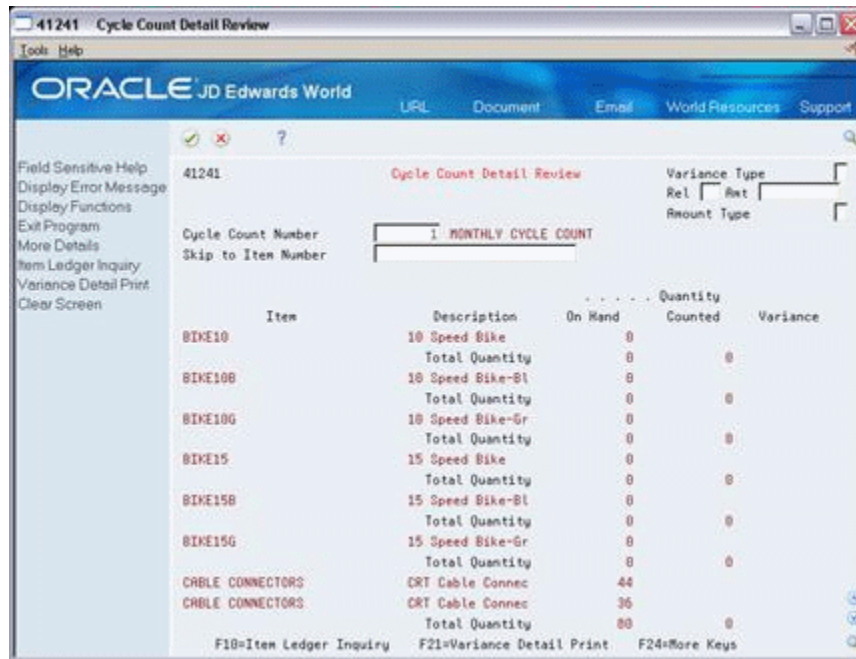 41241 Cycle Count Detail Review
Tools Help
ORACLE JD Edwards World
URL Document Email World Resources Support
?
Field Sensitive Help
Display Error Message
Display Functions
Exit Program
More Details
Item Ledger Inquiry
Variance Detail Print
Clear Screen
41241 Cycle Count Detail Review Variance Type
Rel Amt
Amount Type
Cycle Count Number 1 MONTHLY CYCLE COUNT
Skip to Item Number
. . . . . Quantity
Item Description On Hand Counted Variance
BIKE10 10 Speed Bike 0
Total Quantity 0 0
BIKE10B 10 Speed Bike-Bl 0
Total Quantity 0 0
BIKE10G 10 Speed Bike-Gr 0
Total Quantity 0 0
BIKE15 15 Speed Bike 0
Total Quantity 0 0
BIKE15B 15 Speed Bike-Bl 0
Total Quantity 0 0
BIKE15G 15 Speed Bike-Gr 0
Total Quantity 0 0
CABLE CONNECTORS CRT Cable Connec 44
CABLE CONNECTORS CRT Cable Connec 36
Total Quantity 80 0
F10=Item Ledger Inquiry F21=Variance Detail Print F24=More Keys